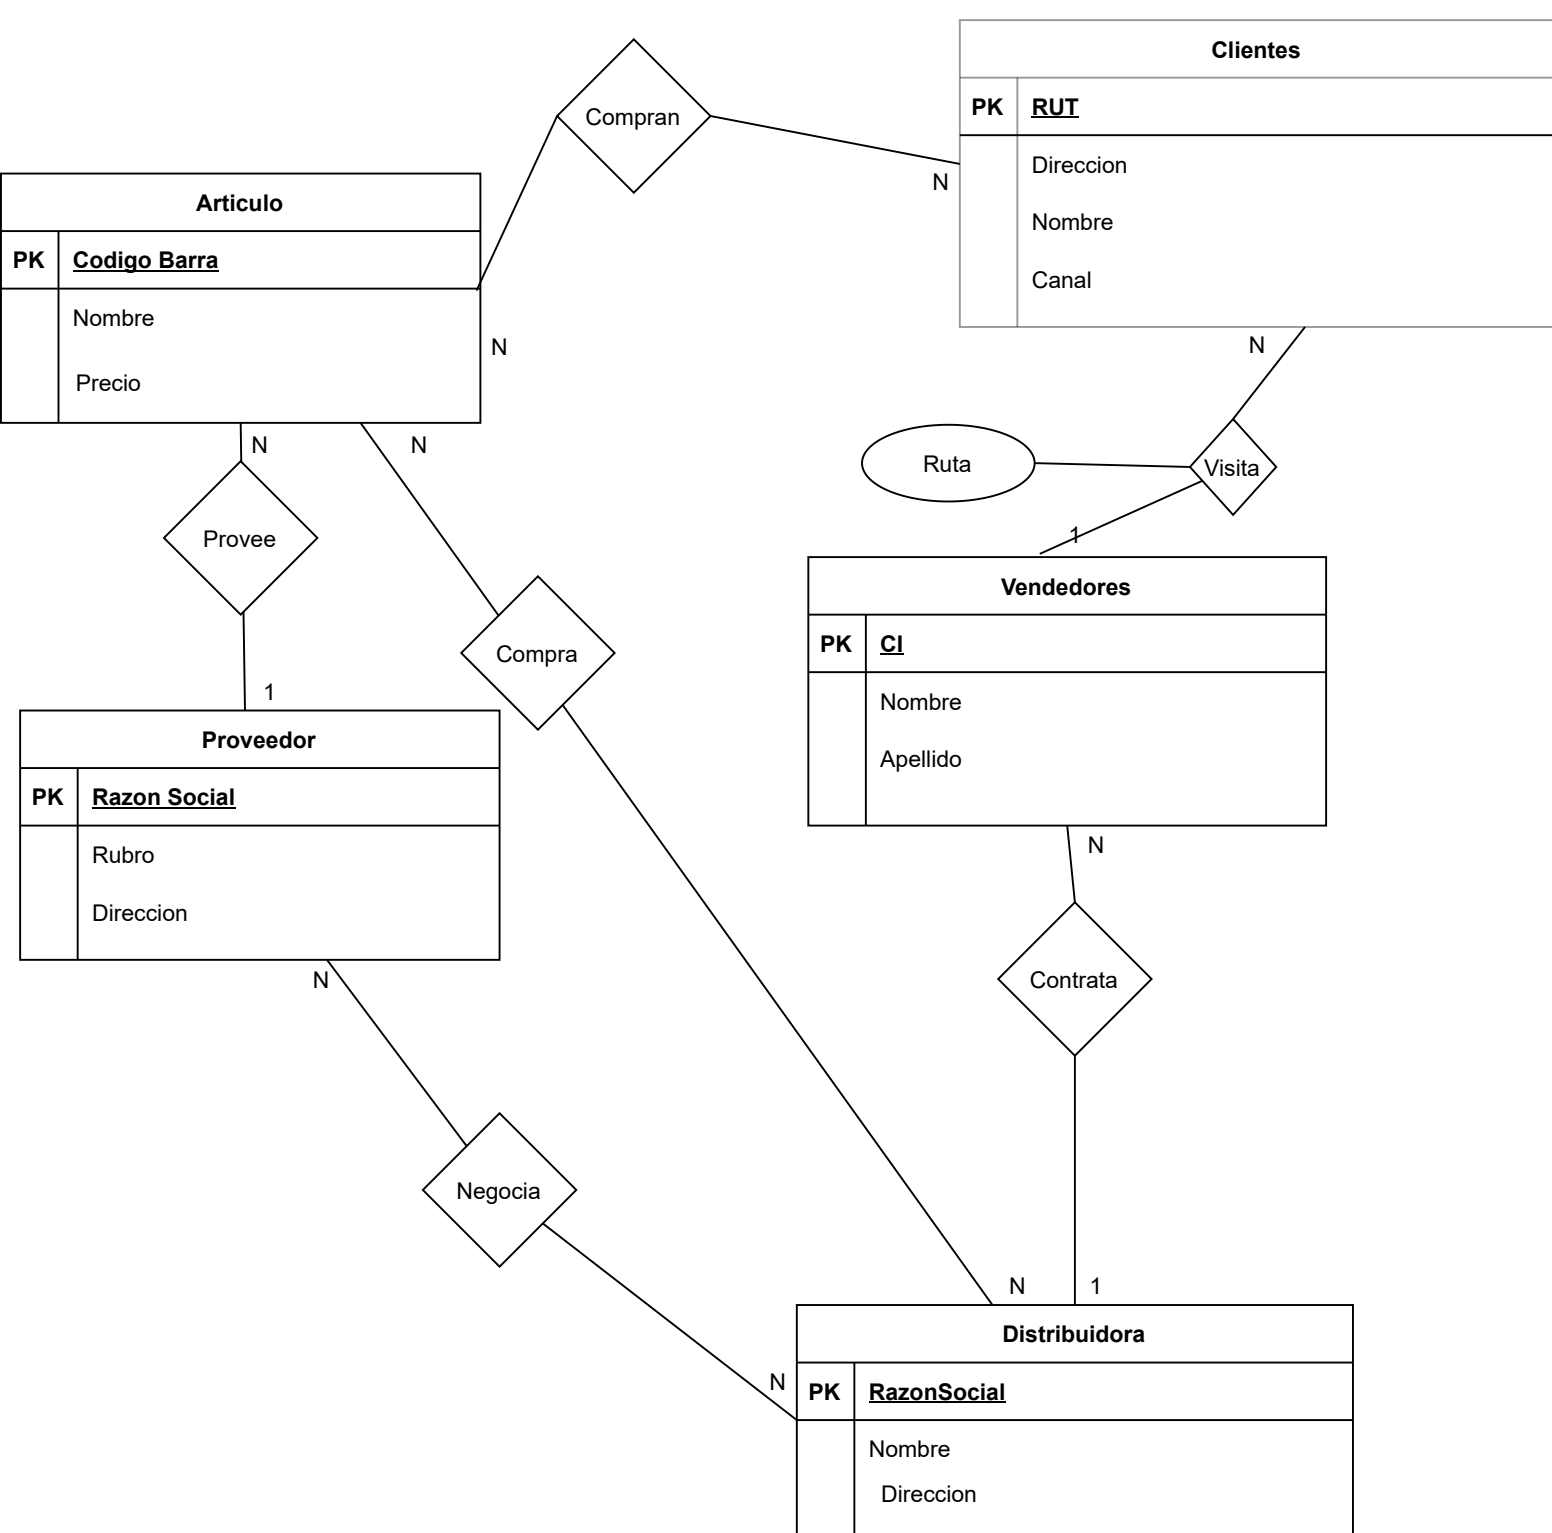 Clientes
PK RUT
Direccion
Nombre
Canal
Compran
N
Articulo
PK Codigo Barra
Nombre
Precio
N
N
N
N
Ruta
Visita
1
Provee
1
Compra
Vendedores
PK CI
Nombre
Apellido
N
Proveedor
PK Razon Social
Rubro
Direccion
N
Contrata
Negocia
N
N
1
Distribuidora
PK RazonSocial
Nombre
Direccion